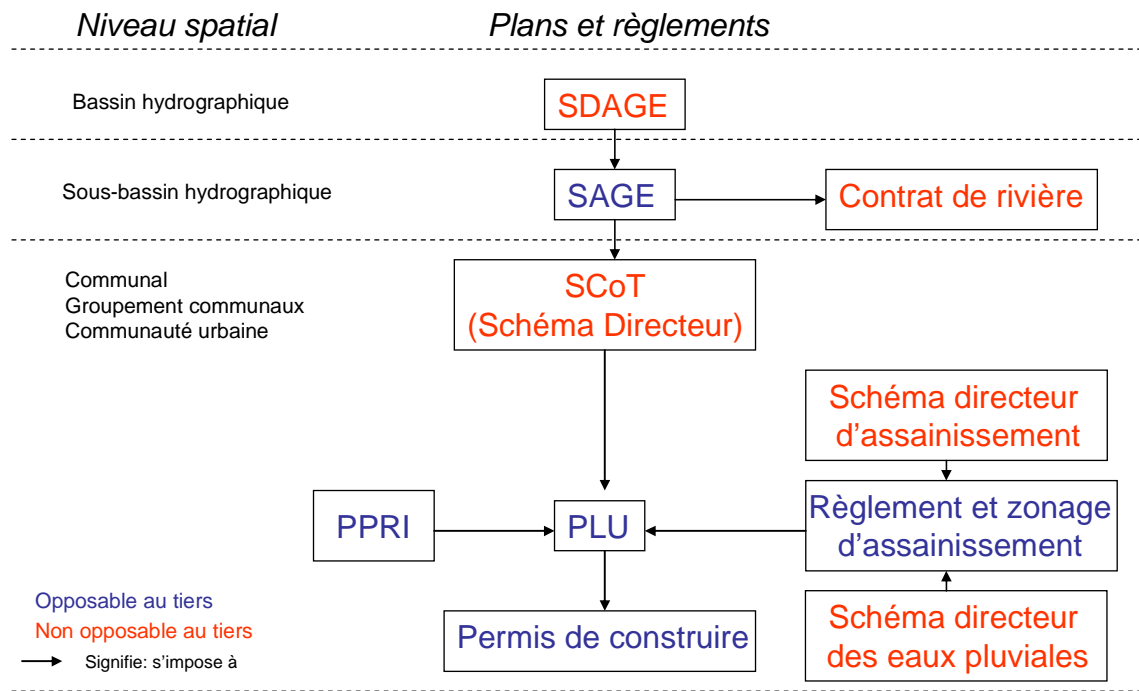 Niveau spatial
Plans et règlements
Bassin hydrographique
SDAGE
Sous-bassin hydrographique
SAGE
Contrat de rivière
Communal
Groupement communaux
Communauté urbaine
SCoT
(Schéma Directeur)
Schéma directeur
d'assainissement
PPRI
PLU
Règlement et zonage
d'assainissement
Opposable au tiers
Non opposable au tiers
Signifie: s'impose à
Permis de construire
Schéma directeur
des eaux pluviales